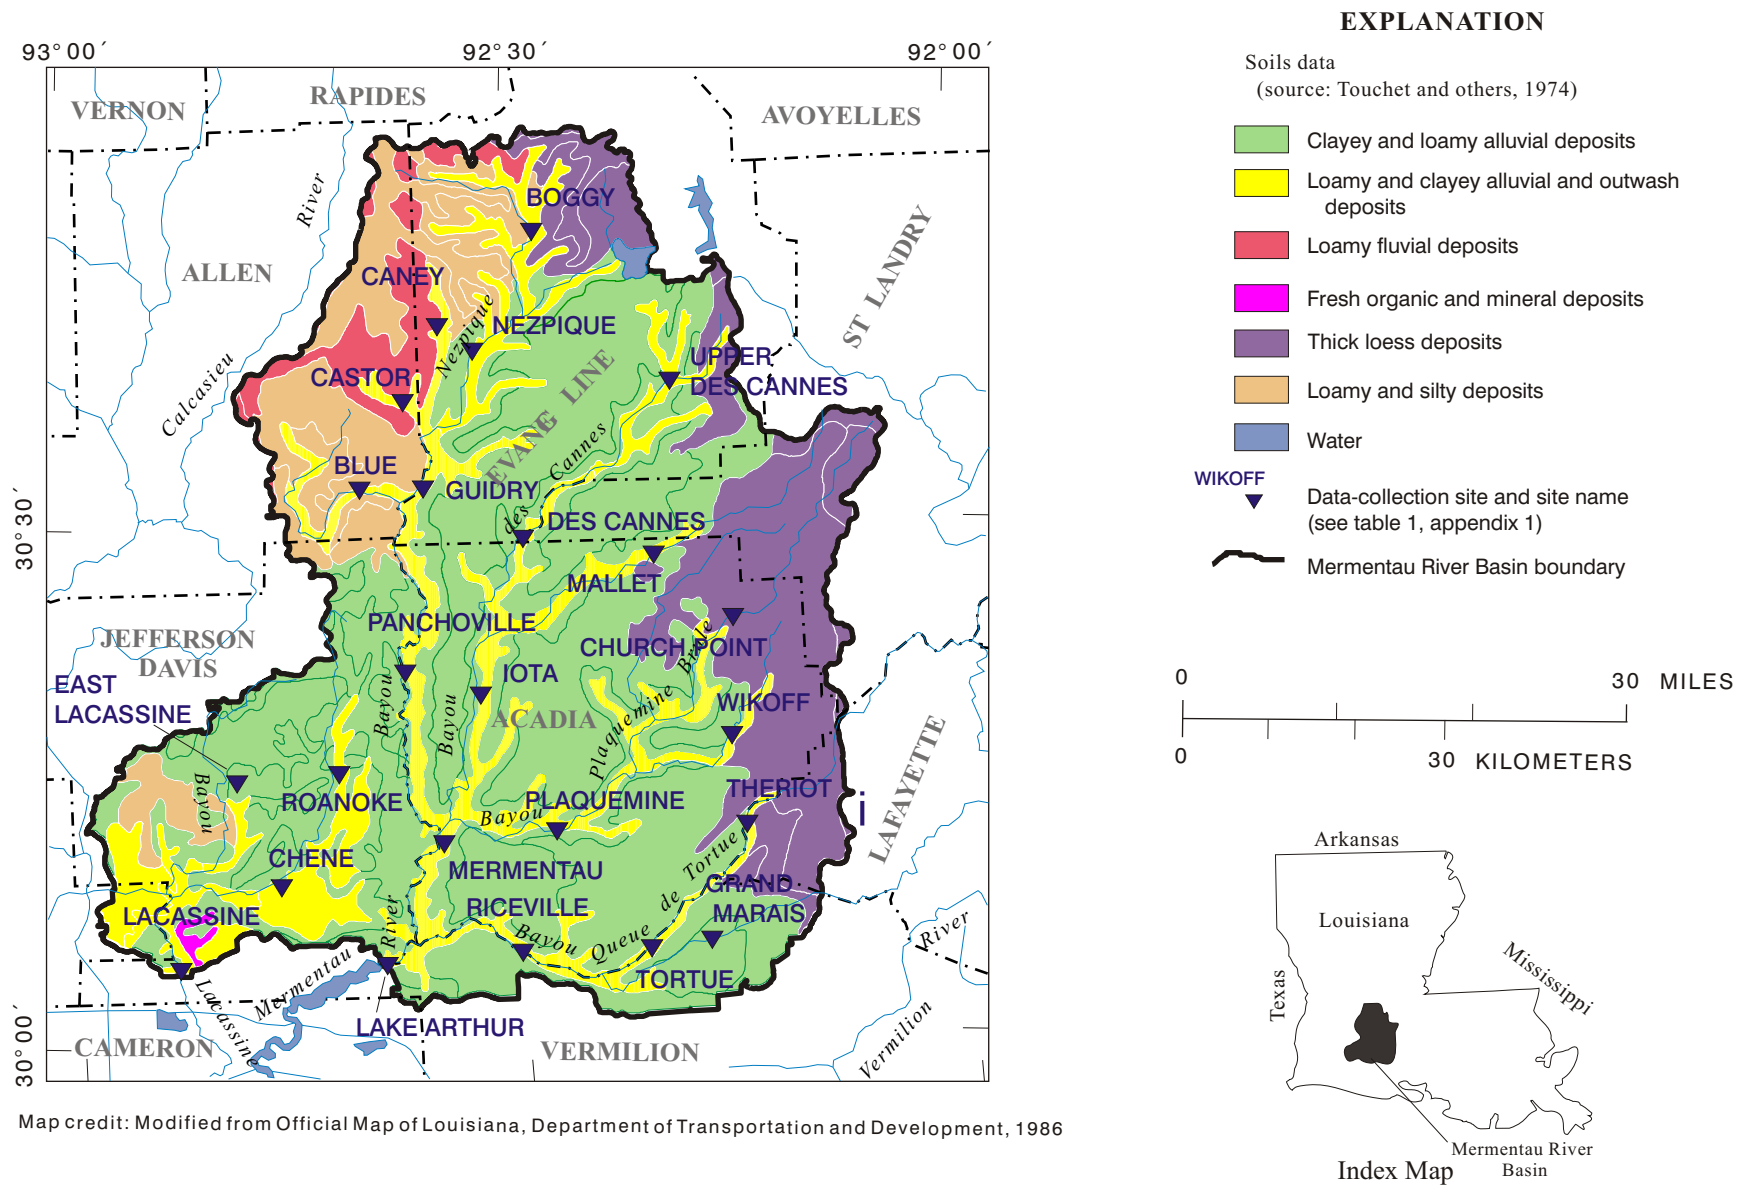 93°00′
92°30′
92°00′
VERNON
RAPIDES
AVOYELLES
River
BOGGY
ALLEN
CANEY
ST LANDRY
Nezpique
NEZPIQUE
Calcasieu
CASTOR
UPPER
DES CANNES
EVANGELINE
BLUE
GUIDRY
des Cannes
30°30′
DES CANNES
MALLET
PANCHOVILLE
JEFFERSON
DAVIS
CHURCH POINT
EAST
LACASSINE
IOTA
Bayou
Bayou
ACADIA
Plaquemine Brule
WIKOFF
Bayou
ROANOKE
PLAQUEMINE
THERIOT
i
LAFAYETTE
Bayou
CHENE
MERMENTAU
de Tortue
GRAND
MARAIS
LACASSINE
RICEVILLE
River
Bayou Queue
River
TORTUE
Lacassine
Mermentau
LAKE ARTHUR
30°00′
CAMERON
VERMILION
Vermilion
Map credit: Modified from Official Map of Louisiana, Department of Transportation and Development, 1986
EXPLANATION
Soils data
(source: Touchet and others, 1974)
Clayey and loamy alluvial deposits
Loamy and clayey alluvial and outwash
deposits
Loamy fluvial deposits
Fresh organic and mineral deposits
Thick loess deposits
Loamy and silty deposits
Water
WIKOFF
Data-collection site and site name
(see table 1, appendix 1)
Mermentau River Basin boundary
0 30 MILES
0 30 KILOMETERS
Arkansas
Louisiana
Texas
Mississippi
Mermentau River
Basin
Index Map